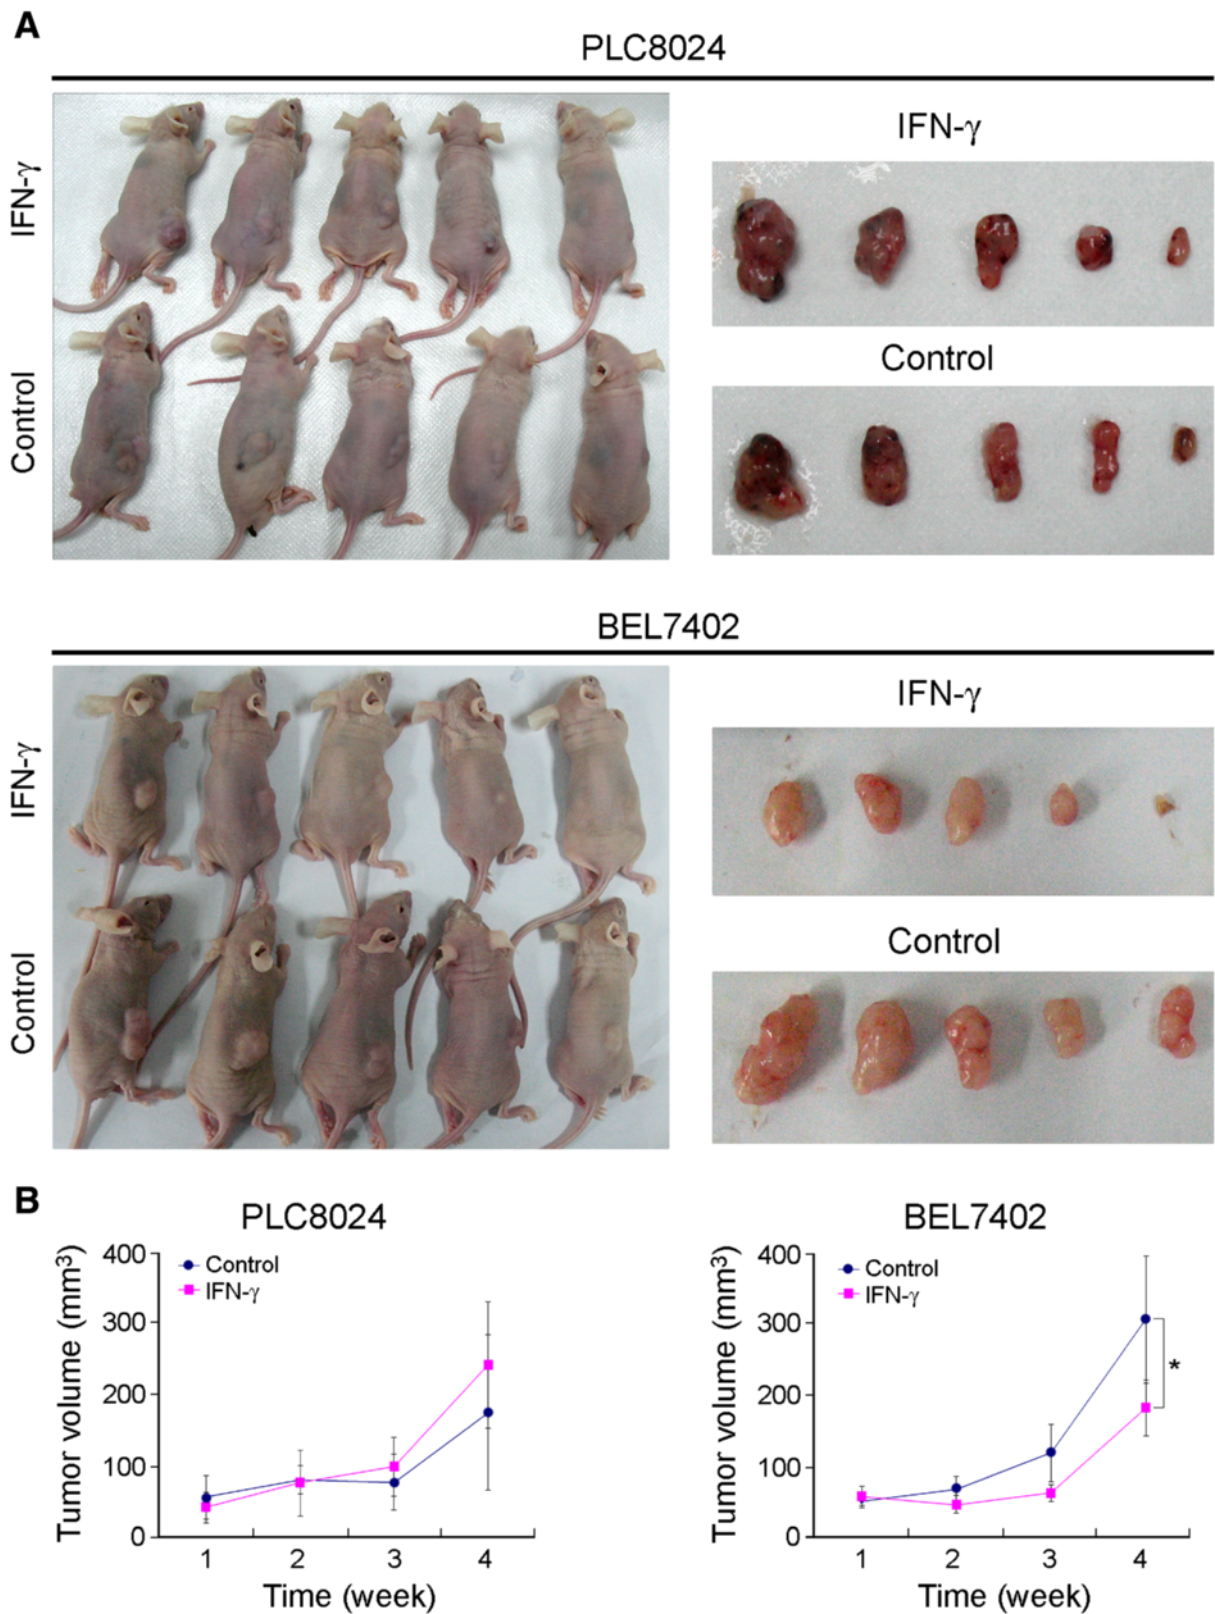 A
PLC8024
IFN-γ
Control
IFN-γ
Control
BEL7402
IFN-γ
Control
IFN-γ
Control
B
PLC8024
Tumor volume (mm³)
400
300
200
100
0
Control
IFN-γ
1 2 3 4
Time (week)
BEL7402
Tumor volume (mm³)
400
300
200
100
0
Control
IFN-γ
*
1 2 3 4
Time (week)